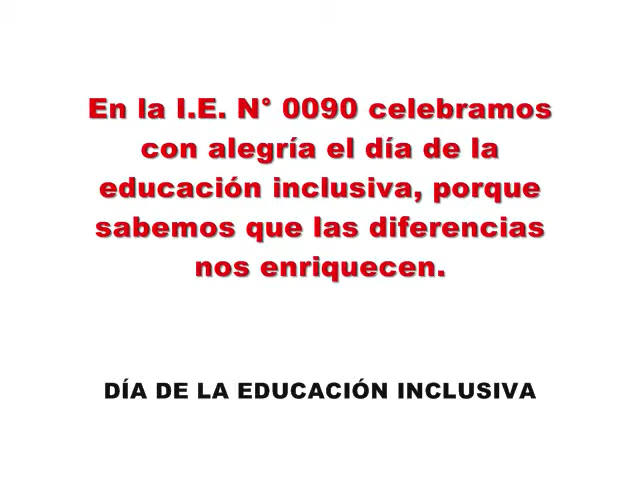 En la I.E. N° 0090 celebramos
con alegría el día de la
educación inclusiva, porque
sabemos que las diferencias
nos enriquecen.
DÍA DE LA EDUCACIÓN INCLUSIVA